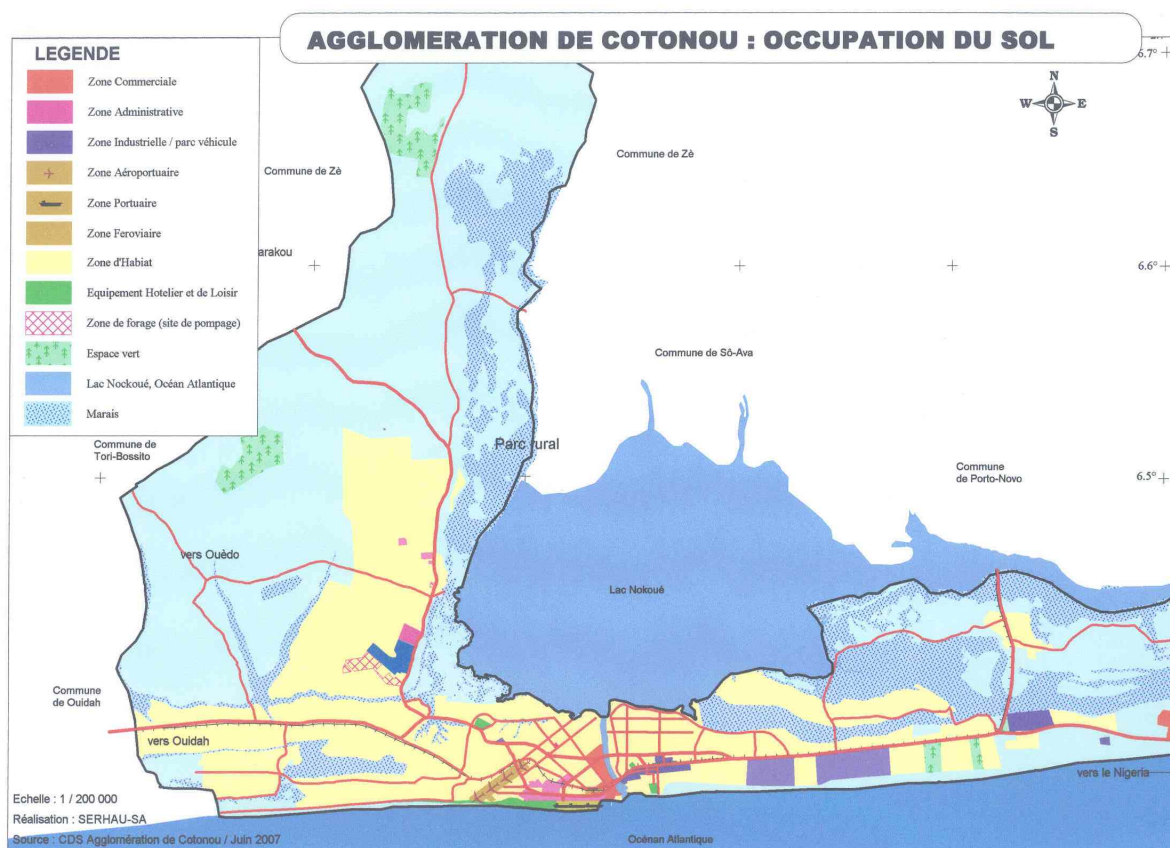 AGGLOMERATION DE COTONOU : OCCUPATION DU SOL
LEGENDE
Zone Commerciale
Zone Administrative
Zone Industrielle / parc véhicule
Zone Aéroportuaire
Zone Portuaire
Zone Feroviaire
Zone d'Habiat
Equipement Hotelier et de Loisir
Zone de forage (site de pompage)
Espace vert
Lac Nockoué, Océan Atlantique
Marais
6.7°
N
W E
S
Commune de Zè
Commune de Zè
arakou
6.6°
Commune de Sô-Ava
Commune de
Tori-Bossito
Parc rural
Commune
de Porto-Novo
6.5°
vers Ouèdo
Lac Nokoué
Commune
de Ouidah
vers Ouidah
vers le Nigeria
Echelle : 1 / 200 000
Réalisation : SERHAU-SA
Source : CDS Agglomération de Cotonou / Juin 2007
Océnan Atlantique